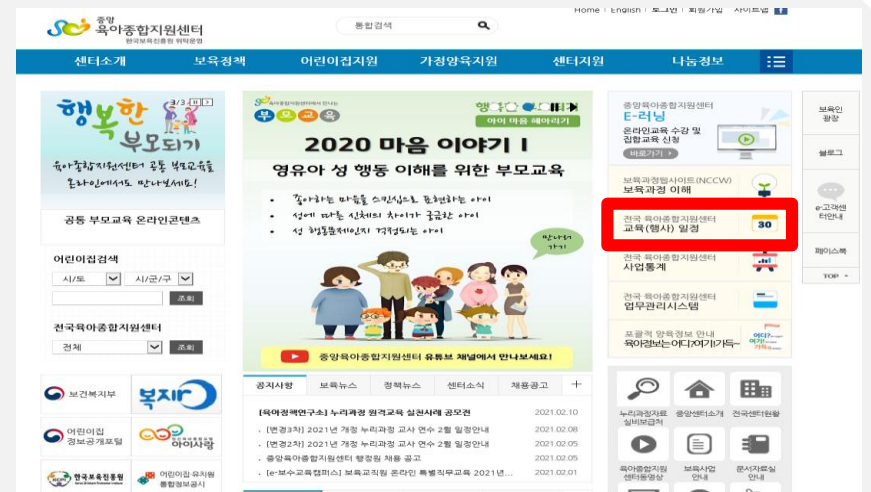 Home | English | 로그인 | 회원가입 사이트맵
중앙
육아종합지원센터
한국보육진흥원 위탁운영
통합검색
센터소개 보육정책 어린이집지원 가정양육지원 센터지원 나눔정보
행복한
부모되기
3/3
육아종합지원센터 공통 부모교육을
온라인에서도 만나보세요!
공통 부모교육 온라인콘텐츠
어린이집검색
시/도 시/군/구
조회
전국육아종합지원센터
전체 조회
부모교육
아이 마음 헤아리기
2020 마음 이야기 I
영유아 성 행동 이해를 위한 부모교육
• 좋아하는 마음을 스킨십으로 표현하는 아이
• 성에 따른 신체의 차이가 궁금한 아이
• 성 행동문제인지 걱정되는 아이
만나러
가기
중앙육아종합지원센터 유튜브 채널에서 만나보세요!
중앙육아종합지원센터
E-러닝
온라인교육 수강 및
집합교육 신청
바로가기 >
보육과정웹사이트(NCCW)
보육과정 이해
전국 육아종합지원센터
교육(행사) 일정
30
전국 육아종합지원센터
사업통계
전국 육아종합지원센터
업무관리시스템
포괄적 양육정보 안내
육아정보는 어디?여기!가득~
보육인
광장
블로그
e-고객센
터안내
페이스북
TOP
공지사항 보육뉴스 정책뉴스 센터소식 채용공고 +
[육아정책연구소] 누리과정 원격교육 실천사례 공모전 2021.02.10
. [변경3차] 2021년 개정 누리과정 교사 연수 2월 일정안내 2021.02.08
. [변경2차] 2021년 개정 누리과정 교사 연수 2월 일정안내 2021.02.05
. 중앙육아종합지원센터 행정원 채용 공고 2021.02.05
. [e-보수교육캠퍼스] 보육교직원 온라인 특별직무교육 2021년... 2021.02.01
보건복지부
복지로
어린이집
정보공개포털
아이사랑
한국보육진흥원
어린이집·유치원
통합정보공시
누리과정자료
실비보급처
중앙센터소개
전국센터현황
육아종합지원
센터동영상
보육사업
안내
문서자료실
안내